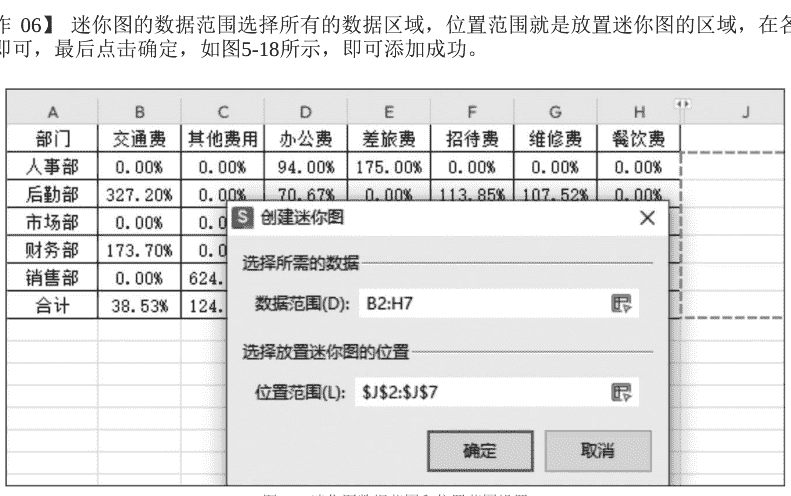 作 06】 迷你图的数据范围选择所有的数据区域，位置范围就是放置迷你图的区域，在各
即可，最后点击确定，如图5-18所示，即可添加成功。
A B C D E F G H J
部门 交通费 其他费用 办公费 差旅费 招待费 维修费 餐饮费
人事部 0.00% 0.00% 94.00% 175.00% 0.00% 0.00% 0.00%
后勤部 327.20% 0.00% 70.67% 0.00% 113.85% 107.52% 0.00%
市场部 0.00% 0.0
财务部 173.70% 0.0
销售部 0.00% 624.
合计 38.53% 124.
S 创建迷你图
选择所需的数据
数据范围(D): B2:H7
选择放置迷你图的位置
位置范围(L): $J$2:$J$7
确定 取消